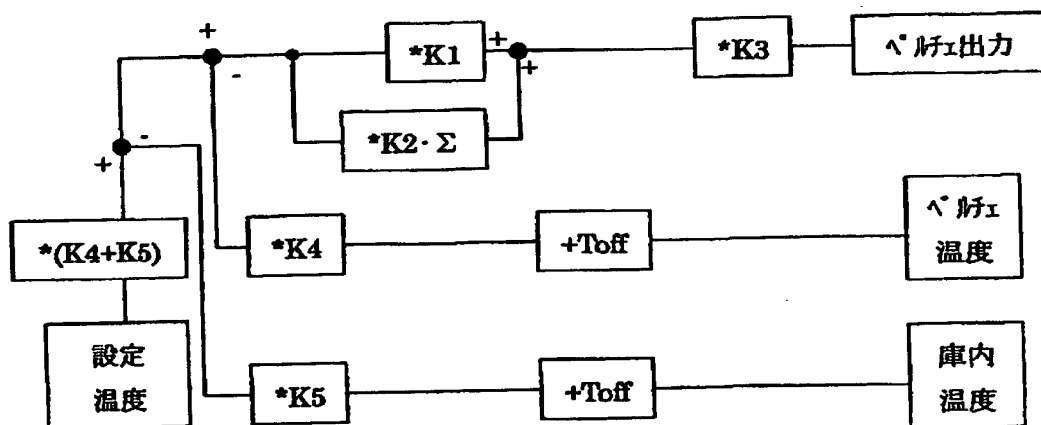 +
-
*K1
+
+
*K3
ペルチェ出力
*K2·Σ
-
+
*(K4+K5)
*K4
+Toff
ペルチェ
温度
設定
温度
*K5
+Toff
庫内
温度